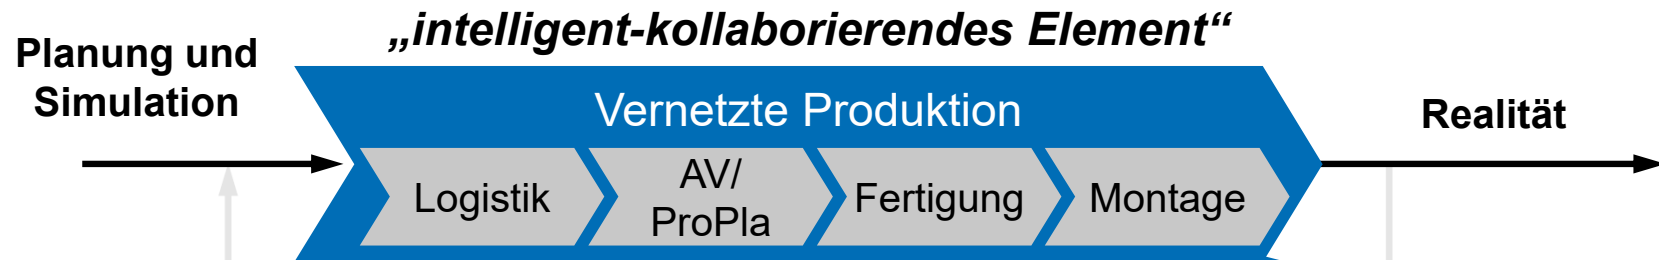 „intelligent-kollaborierendes Element“
Planung und
Simulation
Vernetzte Produktion
Realität
Logistik
AV/
ProPla
Fertigung
Montage